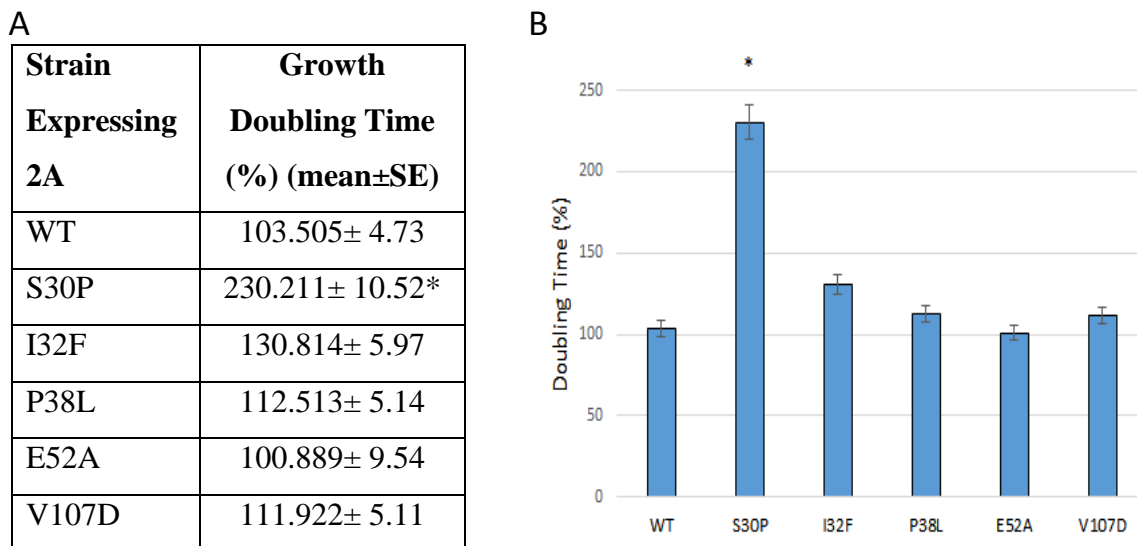 A
Strain Expressing 2A Growth Doubling Time (%) (mean±SE)
WT 103.505± 4.73
S30P 230.211± 10.52*
I32F 130.814± 5.97
P38L 112.513± 5.14
E52A 100.889± 9.54
V107D 111.922± 5.11
B
*
Doubling Time (%)
250
200
150
100
50
0
WT S30P I32F P38L E52A V107D